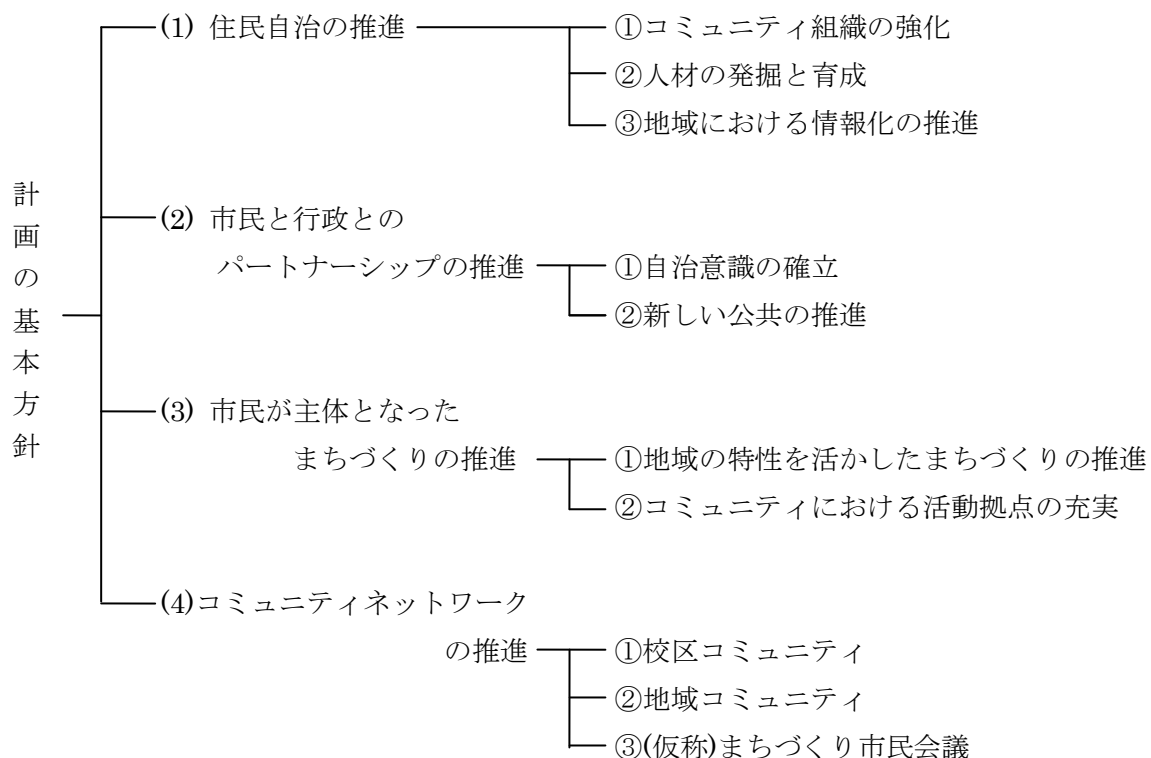 計画の基本方針
(1) 住民自治の推進
①コミュニティ組織の強化
②人材の発掘と育成
③地域における情報化の推進
(2) 市民と行政との
パートナーシップの推進
①自治意識の確立
②新しい公共の推進
(3) 市民が主体となった
まちづくりの推進
①地域の特性を活かしたまちづくりの推進
②コミュニティにおける活動拠点の充実
(4)コミュニティネットワーク
の推進
①校区コミュニティ
②地域コミュニティ
③(仮称)まちづくり市民会議